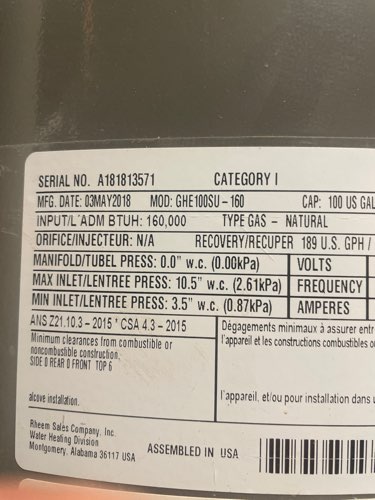 SERIAL NO. A181813571 CATEGORY I
MFG. DATE: 03MAY2018 MOD: GHE100SU - 160 CAP: 100 US GAL
INPUT/L'ADM BTUH: 160,000 TYPE GAS - NATURAL
ORIFICE/INJECTEUR: N/A RECOVERY/RECUPER 189 U.S. GPH /
MANIFOLD/TUBEL PRESS: 0.0" w.c. (0.00kPa) VOLTS
MAX INLET/LENTREE PRESS: 10.5" w.c. (2.61kPa) FREQUENCY
MIN INLET/LENTREE PRESS: 3.5" w.c. (0.87kPa) AMPERES
ANS Z21.10.3 - 2015 * CSA 4.3 - 2015
Minimum clearances from combustible or
noncombustible construction,
SIDE 0 REAR 0 FRONT TOP 6
alcove installation.
Dégagements minimaux à assurer entr
l'appareil et les constructions combustibles o
l'appareil, et/ou pour installation dans
Rheem Sales Company, Inc.
Water Heating Division
Montgomery, Alabama 36117 USA
ASSEMBLED IN USA